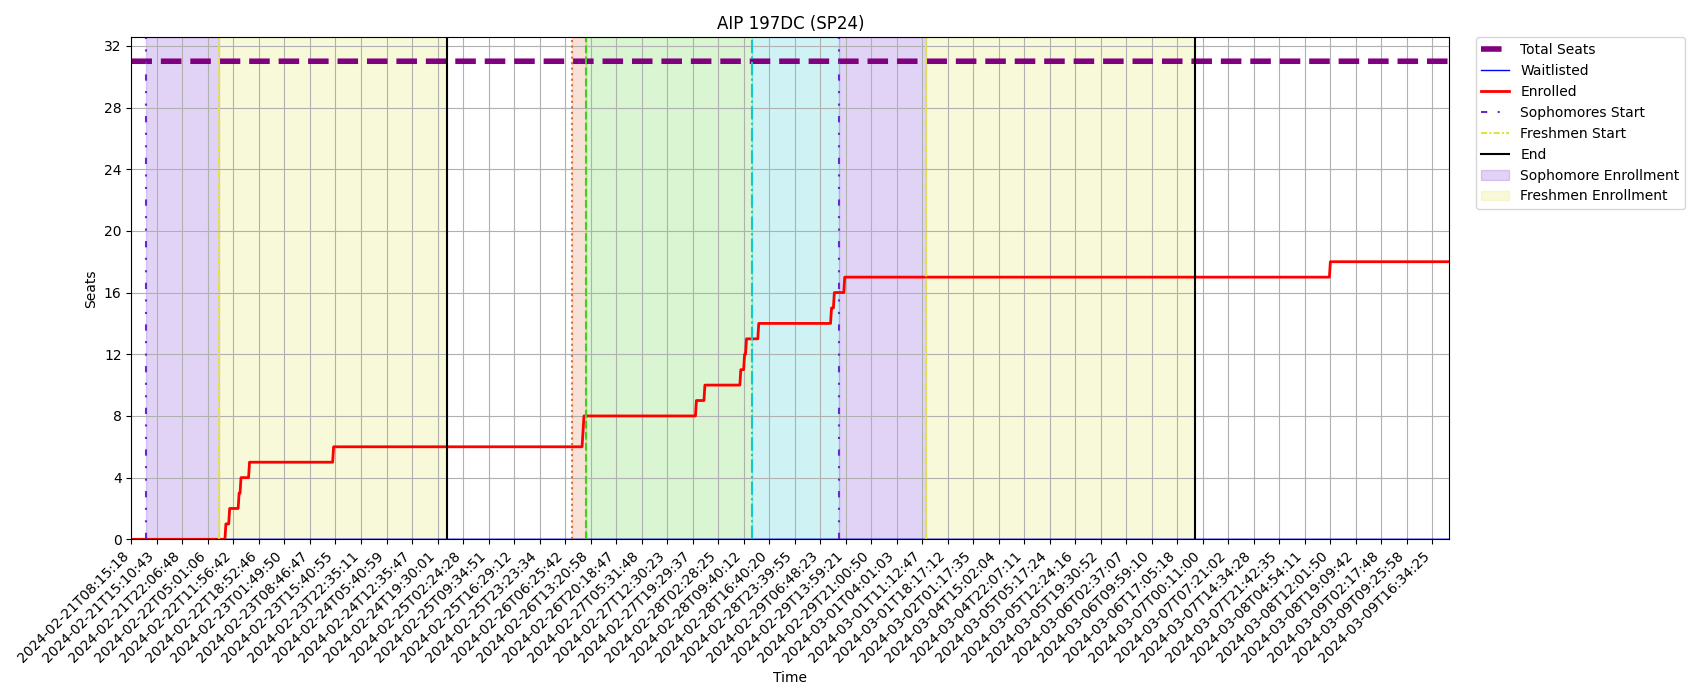 AIP 197DC (SP24)
32
28
24
20
16
12
8
4
0
Seats
2024-02-21T08:15:18
2024-02-21T15:10:43
2024-02-21T22:06:48
2024-02-22T05:01:06
2024-02-22T11:56:42
2024-02-22T18:52:46
2024-02-23T01:49:50
2024-02-23T08:46:47
2024-02-23T15:40:55
2024-02-23T22:35:11
2024-02-24T05:40:59
2024-02-24T12:35:47
2024-02-24T19:30:01
2024-02-25T02:24:28
2024-02-25T09:34:51
2024-02-25T16:29:12
2024-02-25T23:23:34
2024-02-26T06:25:42
2024-02-26T13:20:58
2024-02-26T20:18:47
2024-02-27T05:31:48
2024-02-27T12:30:23
2024-02-27T19:29:37
2024-02-28T02:28:25
2024-02-28T09:40:12
2024-02-28T16:40:20
2024-02-28T23:39:55
2024-02-29T06:48:23
2024-02-29T13:59:21
2024-02-29T21:00:50
2024-03-01T04:01:03
2024-03-01T11:12:47
2024-03-01T18:17:12
2024-03-02T01:17:35
2024-03-04T15:02:04
2024-03-04T22:07:11
2024-03-05T05:17:24
2024-03-05T12:24:16
2024-03-05T19:30:52
2024-03-06T02:37:07
2024-03-06T09:59:10
2024-03-06T17:05:18
2024-03-07T00:11:00
2024-03-07T07:21:02
2024-03-07T14:34:28
2024-03-07T21:42:35
2024-03-08T04:54:11
2024-03-08T12:01:50
2024-03-08T19:09:42
2024-03-09T02:17:48
2024-03-09T09:25:58
2024-03-09T16:34:25
Time
Total Seats
Waitlisted
Enrolled
Sophomores Start
Freshmen Start
End
Sophomore Enrollment
Freshmen Enrollment